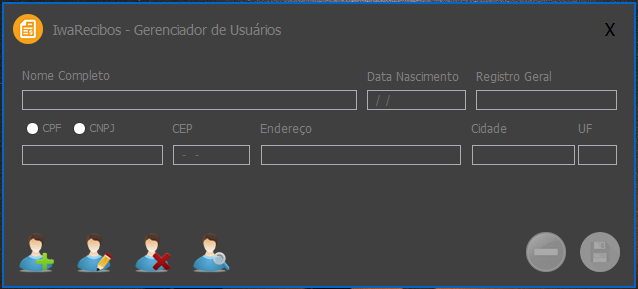 IwaRecibos - Gerenciador de Usuários X
Nome Completo Data Nascimento Registro Geral
/ /
CPF CNPJ CEP Endereço Cidade UF
- -